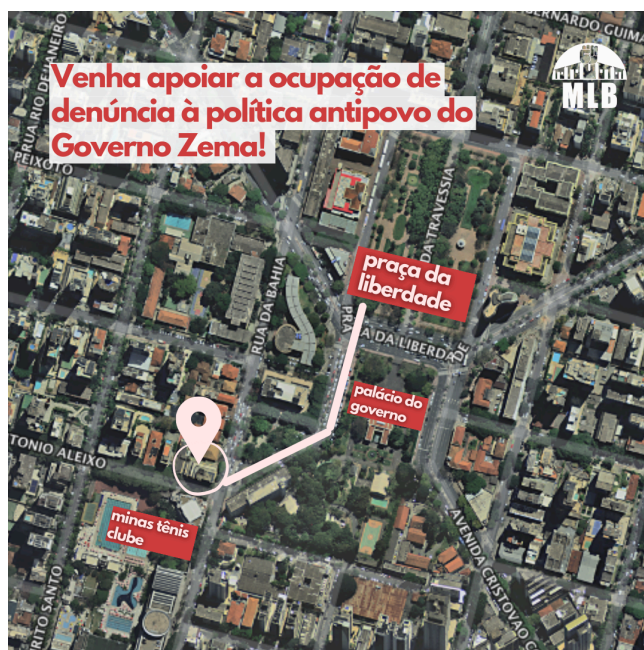 BERNARDO GUIMA
Venha apoiar a ocupação de
denúncia à política antipovo do
Governo Zema!
MLB
RUA RIO DE JANEIRO
PEIXOTO
DA TRAVESSIA
RUA DA BAHIA
praça da
liberdade
PRA
A DA LIBERDADE
palácio do
governo
TONIO ALEIXO
minas tênis
clube
AVENIDA CRISTOVÃO C
RITO SANTO